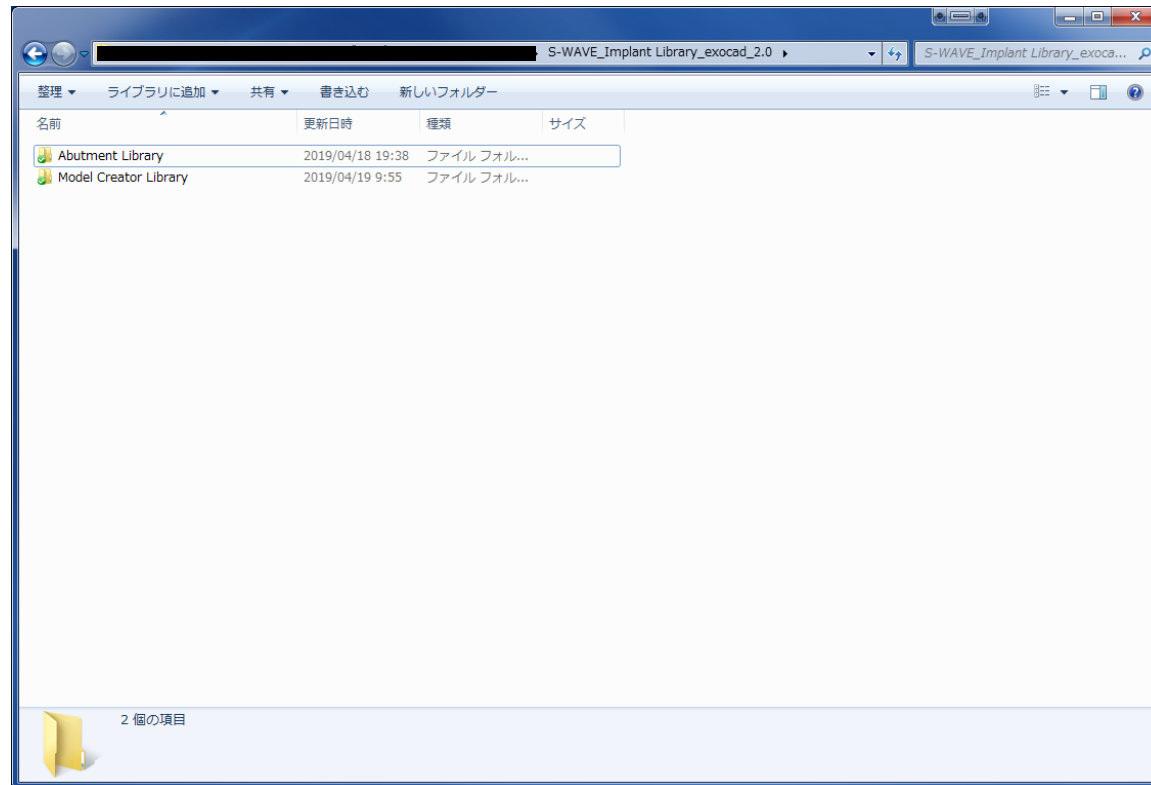 S-WAVE_Implant Library_exocad_2.0
S-WAVE_Implant Library_exoca...
整理 ライブラリに追加 共有 書き込む 新しいフォルダー
名前 更新日時 種類 サイズ
Abutment Library 2019/04/18 19:38 ファイル フォル...
Model Creator Library 2019/04/19 9:55 ファイル フォル...
2 個の項目